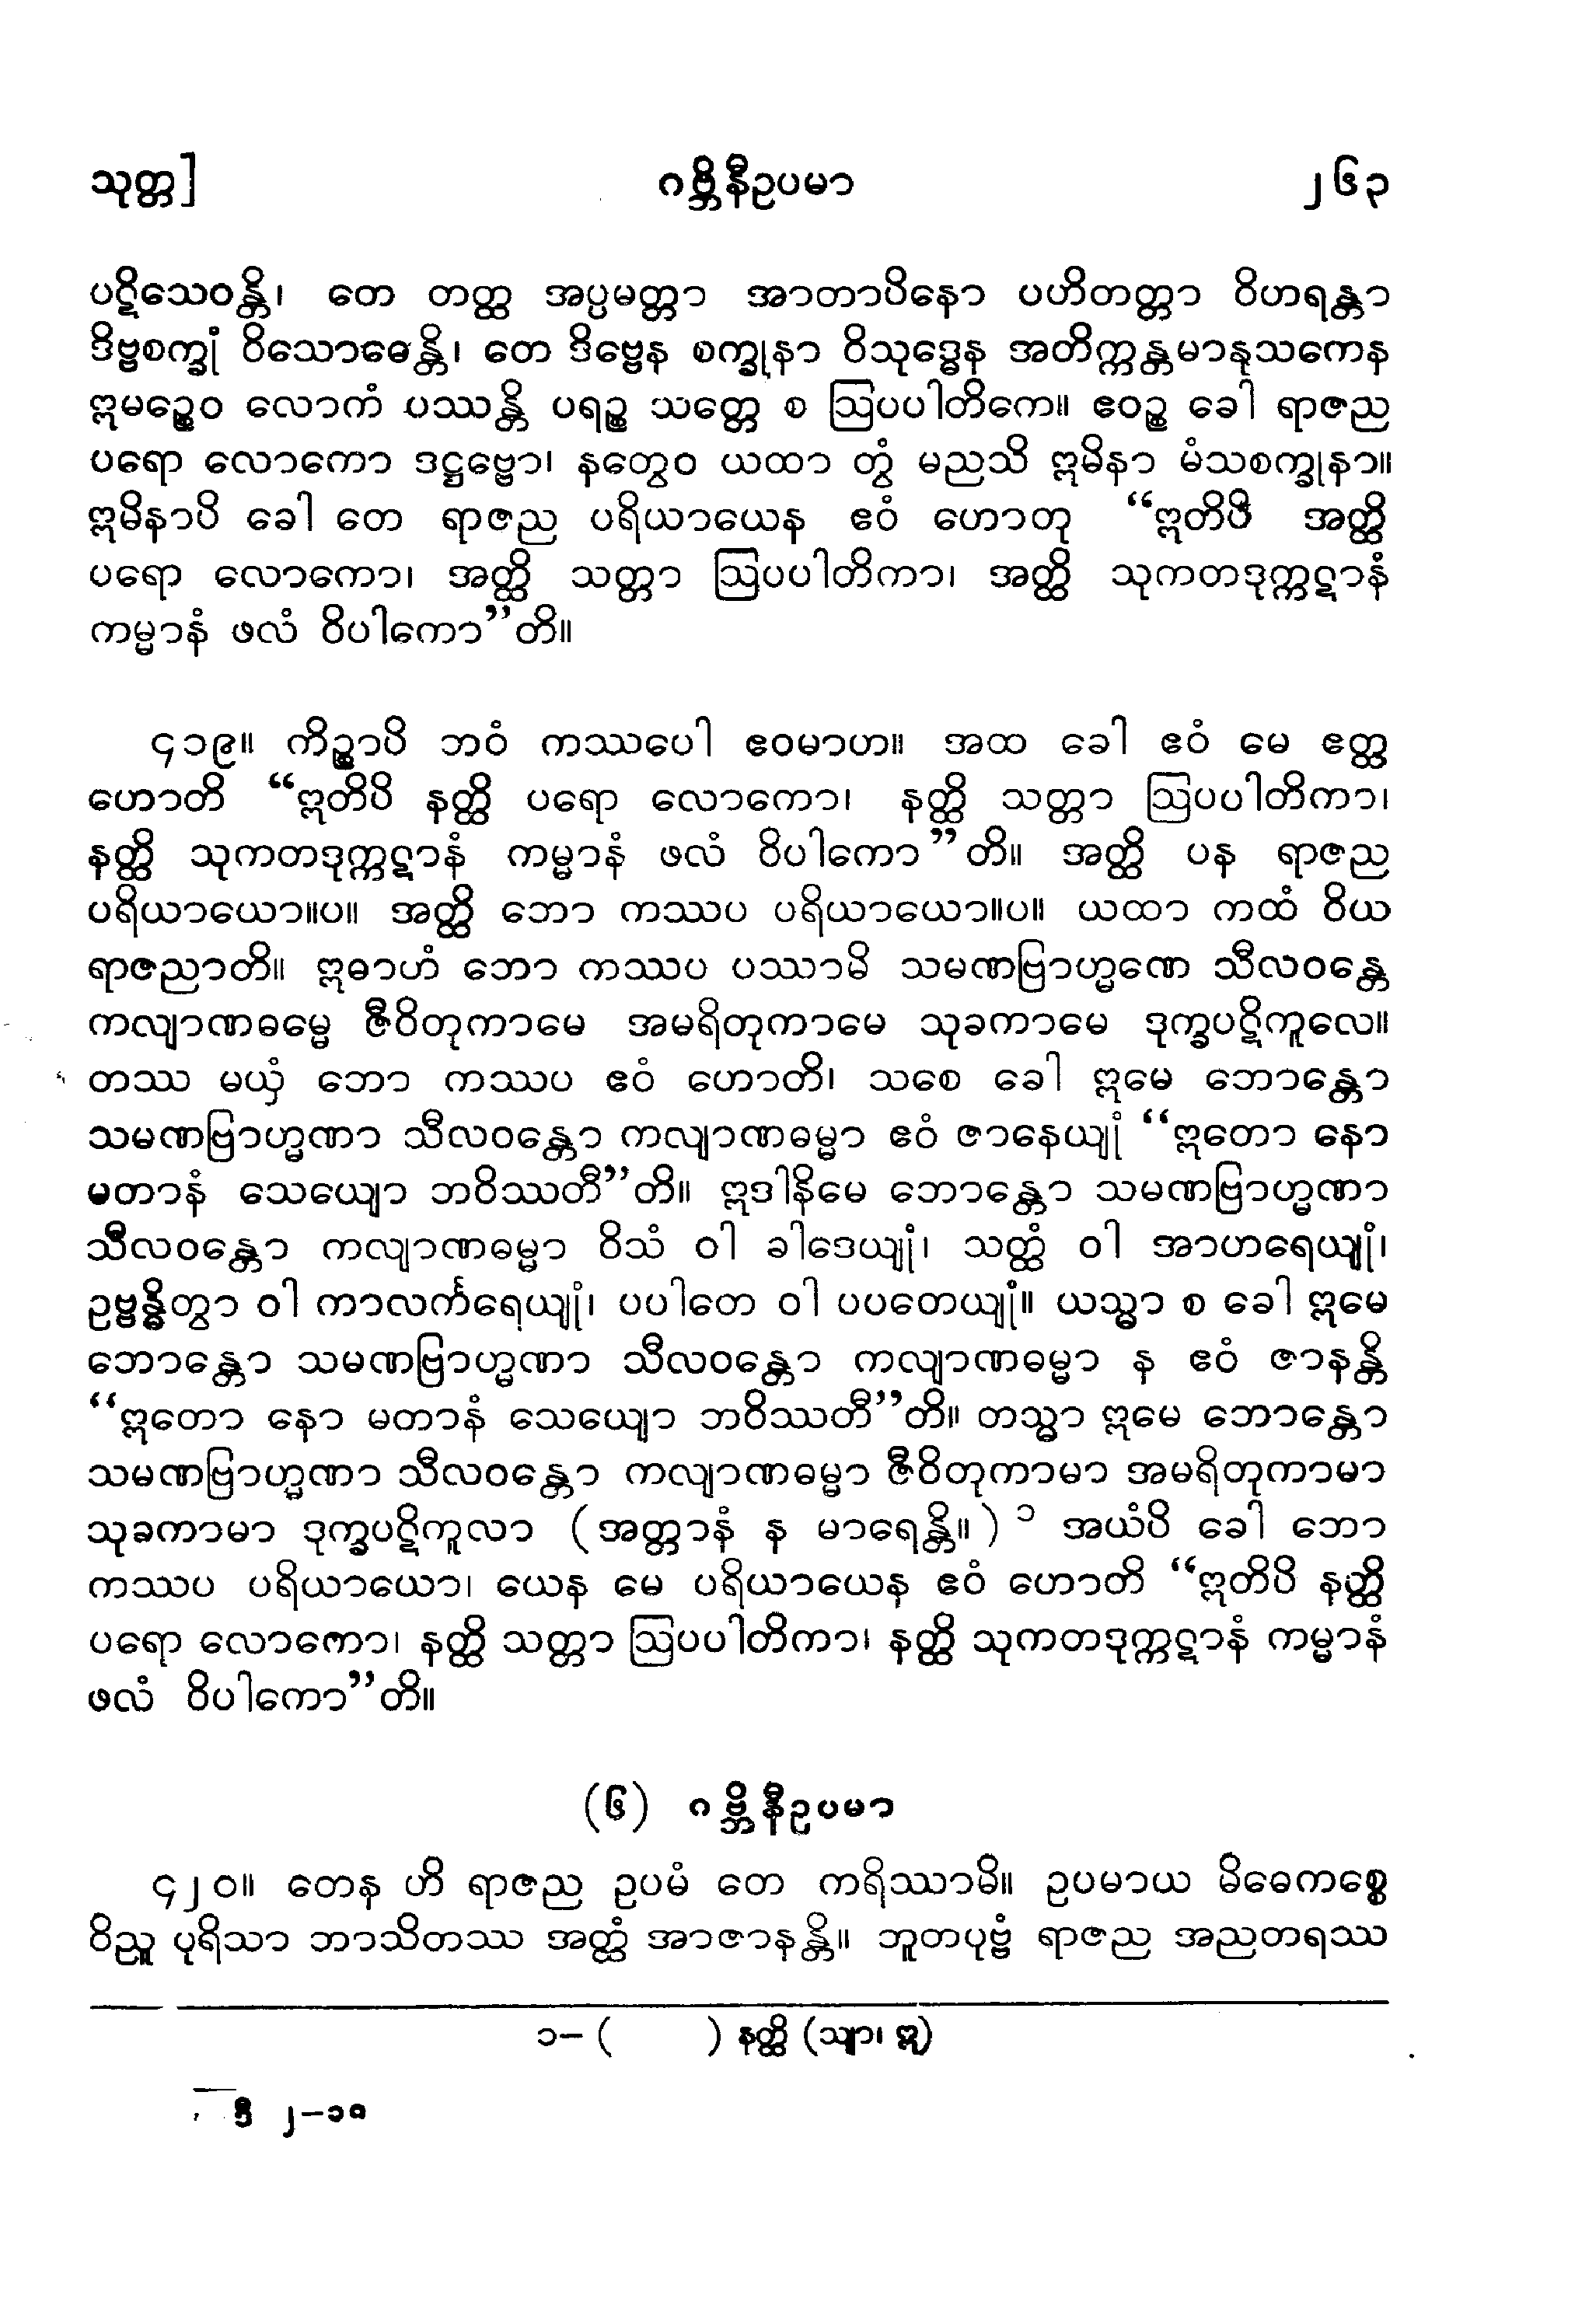 သုတ္တ] ဂဗ္ဘိနီဥပမာ ၂၆၃
ပဋိသေဝန္တိ၊ တေ တတ္ထ အပ္ပမတ္တာ အာတာပိနော ပဟိတတ္တာ ဝိဟရန္တာ
ဒိဗ္ဗစက္ခုံ ဝိသောဓေန္တိ၊ တေ ဒိဗ္ဗေန စက္ခုနာ ဝိသုဒ္ဓေန အတိက္ကန္တမာနုသကေန
ဣမဉ္စေဝ လောကံ ပဿန္တိ ပရဉ္စ သတ္တေ စ ဩပပါတိကေ။ ဧဝဉ္စ ခေါ ရာဇည
ပရော လောကော ဒဋ္ဌဗ္ဗော၊ နတွေဝ ယထာ တွံ မညသိ ဣမိနာ မံသစက္ခုနာ။
ဣမိနာပိ ခေါ တေ ရာဇည ပရိယာယေန ဧဝံ ဟောတု “ဣတိပိ အတ္ထိ
ပရော လောကော၊ အတ္ထိ သတ္တာ ဩပပါတိကာ၊ အတ္ထိ သုကတဒုက္ကဋာနံ
ကမ္မာနံ ဖလံ ဝိပါကော”တိ။
၄၁၉။ ကိဉ္စာပိ ဘဝံ ကဿပေါ ဧဝမာဟ။ အထ ခေါ ဧဝံ မေ ဧတ္ထ
ဟောတိ “ဣတိပိ နတ္ထိ ပရော လောကော၊ နတ္ထိ သတ္တာ ဩပပါတိကာ၊
နတ္ထိ သုကတဒုက္ကဋာနံ ကမ္မာနံ ဖလံ ဝိပါကော”တိ။ အတ္ထိ ပန ရာဇည
ပရိယာယော။ပ။ အတ္ထိ ဘော ကဿပ ပရိယာယော။ပ။ ယထာ ကထံ ဝိယ
ရာဇညာတိ။ ဣဓာဟံ ဘော ကဿပ ပဿာမိ သမဏဗြာဟ္မဏေ သီလဝန္တေ
ကလျာဏဓမ္မေ ဇီဝိတုကာမေ အမရိတုကာမေ သုခကာမေ ဒုက္ခပဋိကူလေ။
တဿ မယှံ ဘော ကဿပ ဧဝံ ဟောတိ၊ သစေ ခေါ ဣမေ ဘောန္တော
သမဏဗြာဟ္မဏာ သီလဝန္တော ကလျာဏဓမ္မာ ဧဝံ ဇာနေယျုံ “ဣတော နော
မတာနံ သေယျော ဘဝိဿတီ”တိ။ ဣဒါနိမေ ဘောန္တော သမဏဗြာဟ္မဏာ
သီလဝန္တော ကလျာဏဓမ္မာ ဝိသံ ဝါ ခါဒေယျုံ၊ သတ္ထံ ဝါ အာဟရေယျုံ၊
ဥဗ္ဗန္ဓိတွာ ဝါ ကာလင်္ကရေယျုံ၊ ပပါတေ ဝါ ပပတေယျုံ။ ယသ္မာ စ ခေါ ဣမေ
ဘောန္တော သမဏဗြာဟ္မဏာ သီလဝန္တော ကလျာဏဓမ္မာ န ဧဝံ ဇာနန္တိ
“ဣတော နော မတာနံ သေယျော ဘဝိဿတီ”တိ။ တသ္မာ ဣမေ ဘောန္တော
သမဏဗြာဟ္မဏာ သီလဝန္တော ကလျာဏဓမ္မာ ဇီဝိတုကာမာ အမရိတုကာမာ
သုခကာမာ ဒုက္ခပဋိကူလာ (အတ္တာနံ န မာရေန္တိ။) ၁ အယံပိ ခေါ ဘော
ကဿပ ပရိယာယော၊ ယေန မေ ပရိယာယေန ဧဝံ ဟောတိ “ဣတိပိ နတ္ထိ
ပရော လောကော၊ နတ္ထိ သတ္တာ ဩပပါတိကာ၊ နတ္ထိ သုကတဒုက္ကဋာနံ ကမ္မာနံ
ဖလံ ဝိပါကော”တိ။
(၆) ဂဗ္ဘိနီဥပမာ
၄၂၀။ တေန ဟိ ရာဇည ဥပမံ တေ ကရိဿာမိ။ ဥပမာယ မိဓေကစ္စေ
ဝိညူ ပုရိသာ ဘာသိတဿ အတ္ထံ အာဇာနန္တိ။ ဘူတပုဗ္ဗံ ရာဇည အညတရဿ
၁–( ) နတ္ထိ (သျာ၊ ဣ)
ဒီ ၂–၁၈